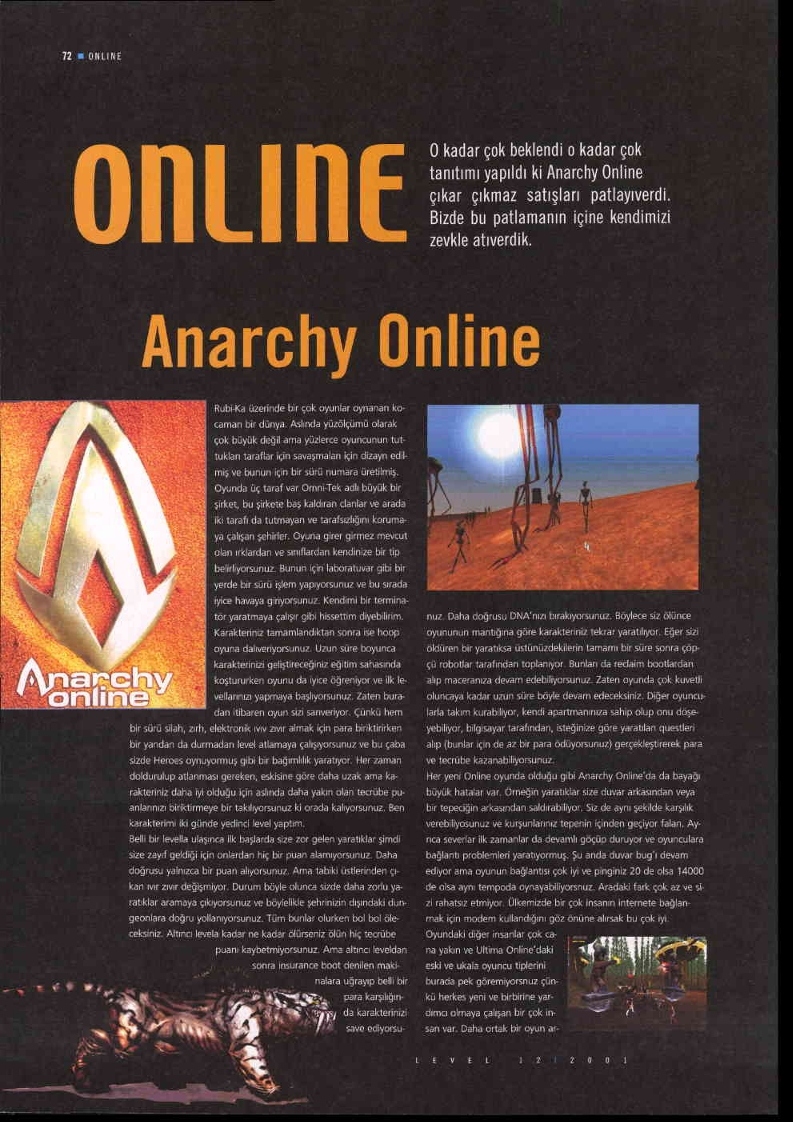 72 ■ ONLINE
ONLINE
O kadar çok beklendi o kadar çok
tanıtımı yapıldı ki Anarchy Online
çıkar çıkmaz satışları patlayıverdi.
Bizde bu patlamanın içine kendimizi
zevkle atıverdik.
Anarchy Online
Anarchy
online
Rubi-Ka üzerinde bir çok oyunlar oynanan ko-
caman bir dünya. Aslında yüzölçümü olarak
çok büyük değil ama yüzlerce oyuncunun tut-
tukları taraflar için savaşmaları için dizayn edil-
miş ve bunun için bir sürü numara üretilmiş.
Oyunda üç taraf var Omni-Tek adlı büyük bir
şirket, bu şirkete baş kaldıran clanlar ve arada
iki tarafı da tutmayan ve tarafsızlığını koruma-
ya çalışan şehirler. Oyuna girer girmez mevcut
olan ırklardan ve sınıflardan kendinize bir tip
belirliyorsunuz. Bunun için laboratuvar gibi bir
yerde bir sürü işlem yapıyorsunuz ve bu sırada
iyice havaya giriyorsunuz. Kendimi bir termina-
tör yaratmaya çalışır gibi hissettim diyebilirim.
Karakteriniz tamamlandıktan sonra ise hoop
oyuna dalıveriyorsunuz. Uzun süre boyunca
karakterinizi geliştireceğiniz eğitim sahasında
koştururken oyunu da iyice öğreniyor ve ilk le-
vellarınızı yapmaya başlıyorsunuz. Zaten bura-
dan itibaren oyun sizi sarıveriyor. Çünkü hem
bir sürü silah, zırh, elektronik ıvıv zıvır almak için para biriktirirken
bir yandan da durmadan level atlamaya çalışıyorsunuz ve bu çaba
sizde Heroes oynuyormuş gibi bir bağımlılık yaratıyor. Her zaman
doldurulup atlanması gereken, eskisine göre daha uzak ama ka-
rakteriniz daha iyi olduğu için aslında daha yakın olan tecrübe pu-
anlarınızı biriktirmeye bir takılıyorsunuz ki orada kalıyorsunuz. Ben
karakterimi iki günde yedinci level yaptım.
Belli bir levella ulaşınca ilk başlarda size zor gelen yaratıklar şimdi
size zayıf geldiği için onlardan hiç bir puan alamıyorsunuz. Daha
doğrusu yalnızca bir puan alıyorsunuz. Ama tabiki üstlerinden çı-
kan ıvır zıvır değişmiyor. Durum böyle olunca sizde daha zorlu ya-
ratıklar aramaya çıkıyorsunuz ve böylelikle şehrinizin dışındaki dun-
geonlara doğru yollanıyorsunuz. Tüm bunlar olurken bol bol öle-
ceksiniz. Altıncı levela kadar ne kadar ölürseniz ölün hiç tecrübe
puanı kaybetmiyorsunuz. Ama altıncı leveldan
sonra insurance boot denilen maki-
nalara uğrayıp belli bir
para karşılığın-
da karakterinizi
save ediyorsu-
nuz. Daha doğrusu DNA'nızı bırakıyorsunuz. Böylece siz ölünce
oyununun mantığına göre karakteriniz tekrar yaratılıyor. Eğer sizi
öldüren bir yaratıksa üstünüzdekilerin tamamı bir süre sonra çöp-
çü robotlar tarafından toplanıyor. Bunları da reclaim bootlardan
alıp maceranıza devam edebiliyorsunuz. Zaten oyunda çok kuvetli
oluncaya kadar uzun süre böyle devam edeceksiniz. Diğer oyuncu-
larla takım kurabiliyor, kendi apartmanınıza sahip olup onu döşe-
yebiliyor, bilgisayar tarafından, isteğinize göre yaratılan questleri
alıp (bunlar için de az bir para ödüyorsunuz) gerçekleştirerek para
ve tecrübe kazanabiliyorsunuz.
Her yeni Online oyunda olduğu gibi Anarchy Online'da da bayağı
büyük hatalar var. Örneğin yaratıklar size duvar arkasından veya
bir tepeciğin arkasından saldırabiliyor. Siz de aynı şekilde karşılık
verebiliyosunuz ve kurşunlarınız tepenin içinden geçiyor falan. Ay-
rıca severlar ilk zamanlar da devamlı göçüp duruyor ve oyunculara
bağlantı problemleri yaratıyormuş. Şu anda duvar bug'ı devam
ediyor ama oyunun bağlantısı çok iyi ve pinginiz 20 de olsa 14000
de olsa aynı tempoda oynayabiliyorsnuz. Aradaki fark çok az ve si-
zi rahatsız etmiyor. Ülkemizde bir çok insanın internete bağlan-
mak için modem kullandığını göz önüne alırsak bu çok iyi.
Oyundaki diğer insanlar çok ca-
na yakın ve Ultima Online'daki
eski ve ukala oyuncu tiplerini
burada pek göremiyorsnuz çün-
kü herkes yeni ve birbirine yar-
dımcı olmaya çalışan bir çok in-
san var. Daha ortak bir oyun ar-
LEVEL 12 | 2001